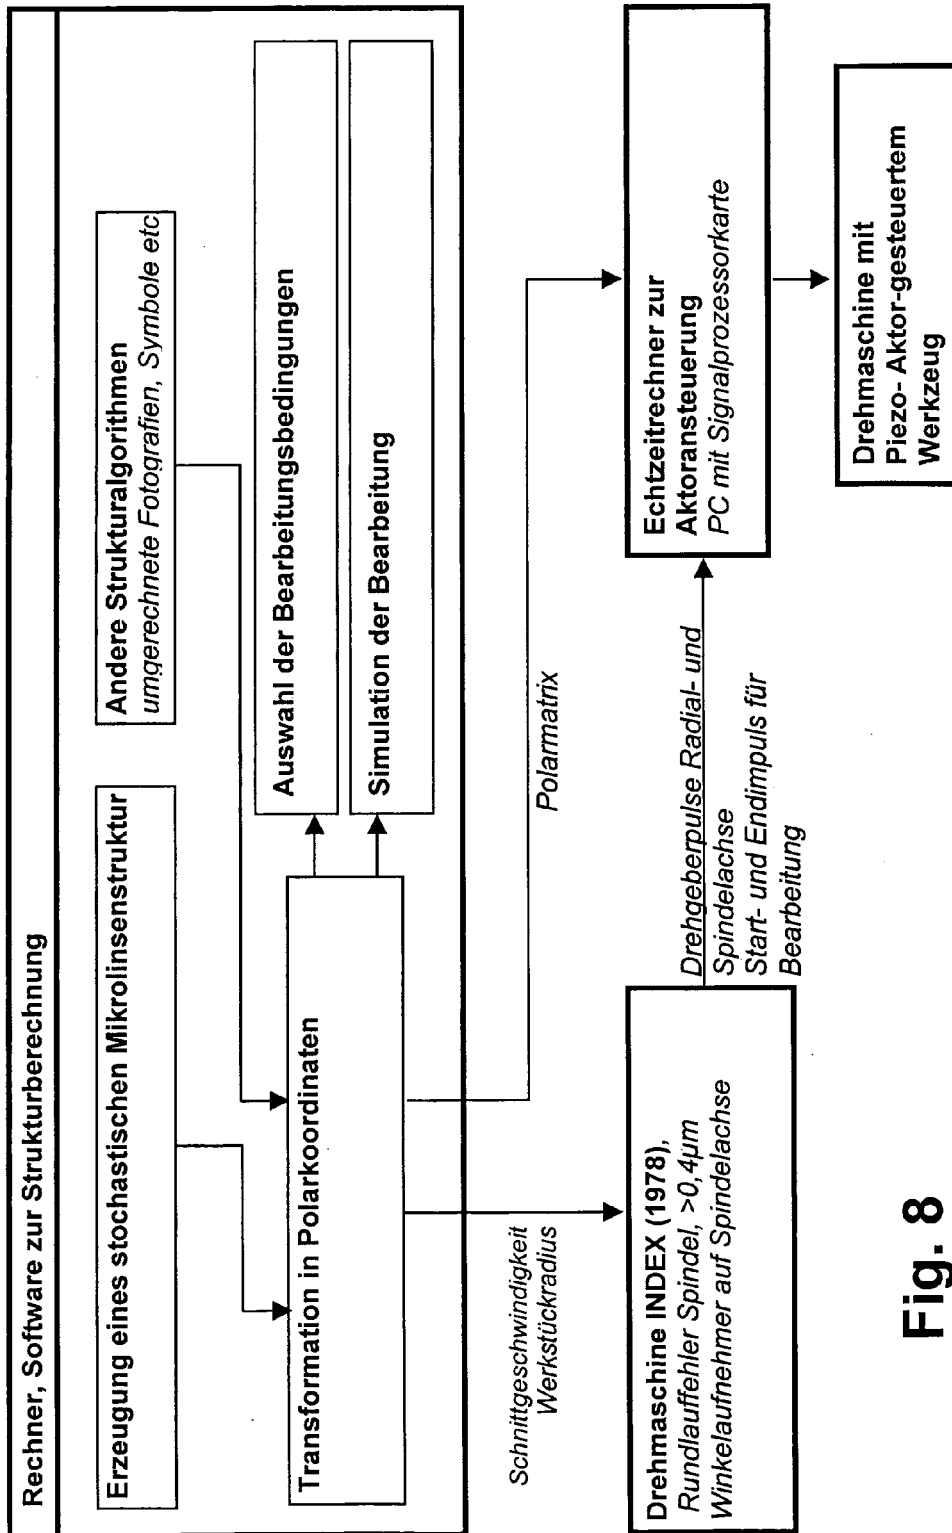 Rechner, Software zur Strukturberechnung
Erzeugung eines stochastischen Mikrolinsenstruktur
Andere Strukturalgorithmen
umgerechnete Fotografien, Symbole etc
Transformation in Polarkoordinaten
Auswahl der Bearbeitungsbedingungen
Simulation der Bearbeitung
Schnittgeschwindigkeit
Werkstückradius
Polarmatrix
Drehmaschine INDEX (1978),
Rundlauffehler Spindel, >0,4µm
Winkelaufnehmer auf Spindelachse
Drehgeberpulse Radial- und
Spindelachse
Start- und Endimpuls für
Bearbeitung
Echtzeitrechner zur
Aktoransteuerung
PC mit Signalprozessorkarte
Drehmaschine mit
Piezo- Aktor-gesteuertem
Werkzeug
Fig. 8